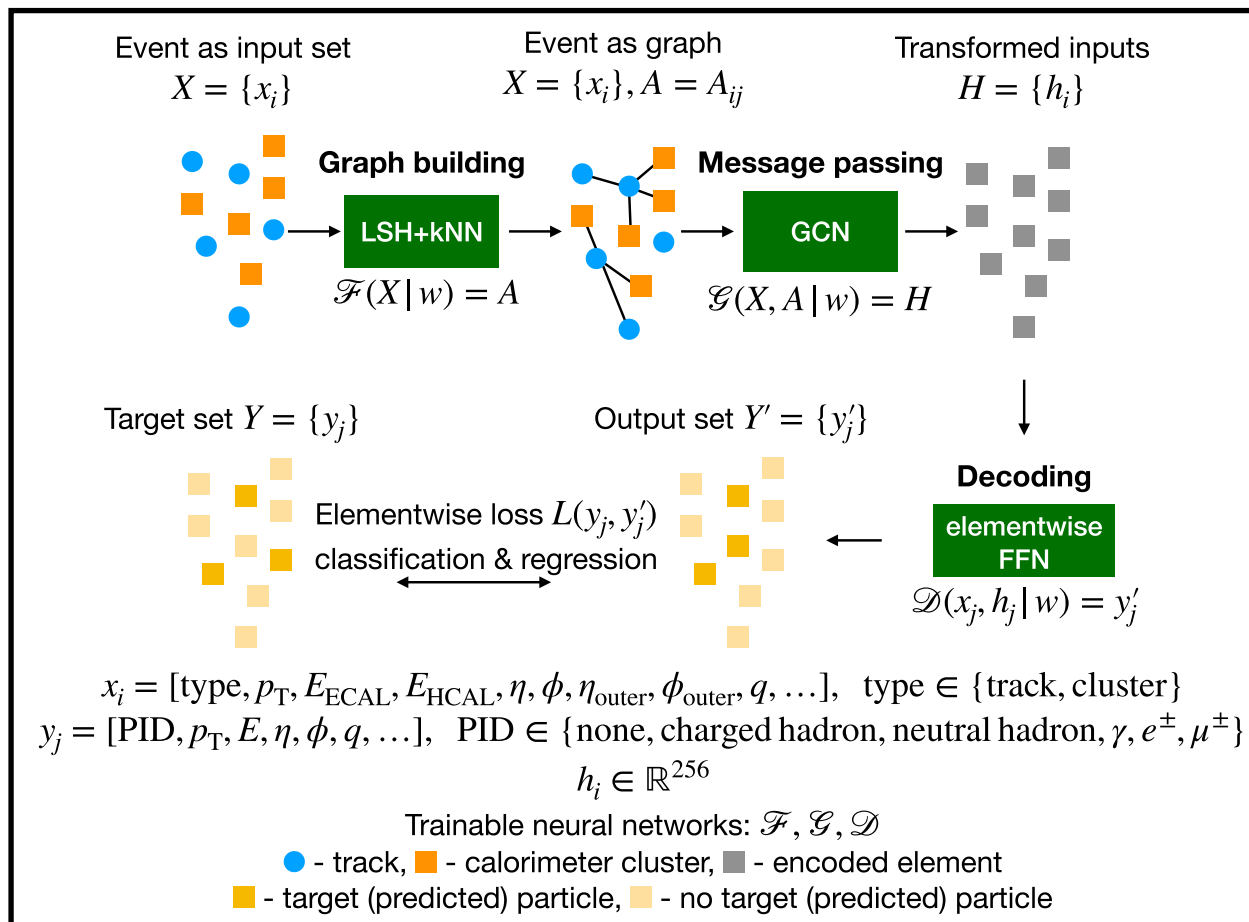 Event as input set
X = {x_i}
Event as graph
X = {x_i}, A = A_{ij}
Transformed inputs
H = {h_i}
Graph building
LSH+kNN
ℱ(X | w) = A
Message passing
GCN
𝒢(X, A | w) = H
Target set Y = {y_j}
Output set Y′ = {y′_j}
Elementwise loss L(y_j, y′_j)
classification & regression
Decoding
elementwise
FFN
𝒟(x_j, h_j | w) = y′_j
x_i = [type, p_T, E_ECAL, E_HCAL, η, ϕ, η_outer, ϕ_outer, q, …], type ∈ {track, cluster}
y_j = [PID, p_T, E, η, ϕ, q, …], PID ∈ {none, charged hadron, neutral hadron, γ, e^±, μ^±}
h_i ∈ ℝ^256
Trainable neural networks: ℱ, 𝒢, 𝒟
- track, - calorimeter cluster, - encoded element
- target (predicted) particle, - no target (predicted) particle